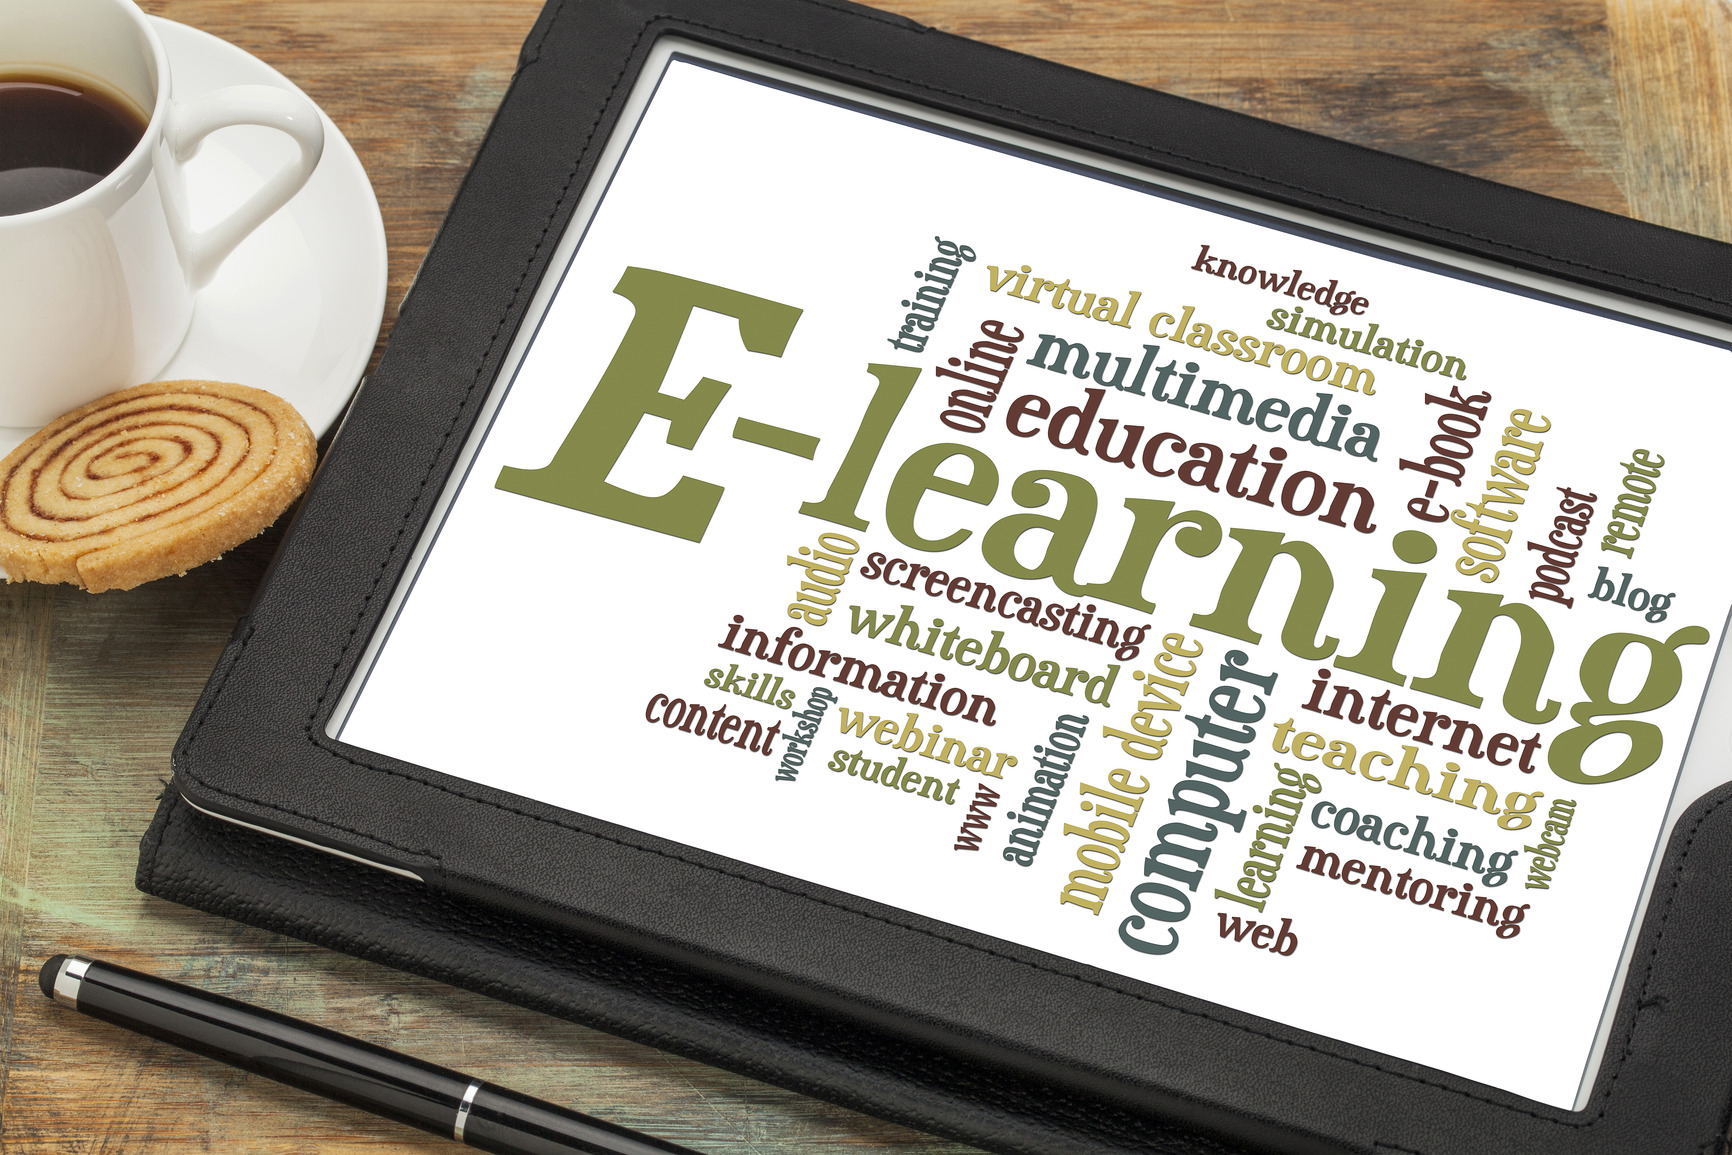 knowledge
simulation
training
virtual classroom
online
multimedia
education
e-book
software
podcast
remote
blog
E-learning
audio
screencasting
whiteboard
information
skills
content
workshop
webinar
student
www
animation
mobile device
computer
internet
teaching
learning
coaching
mentoring
webcam
web